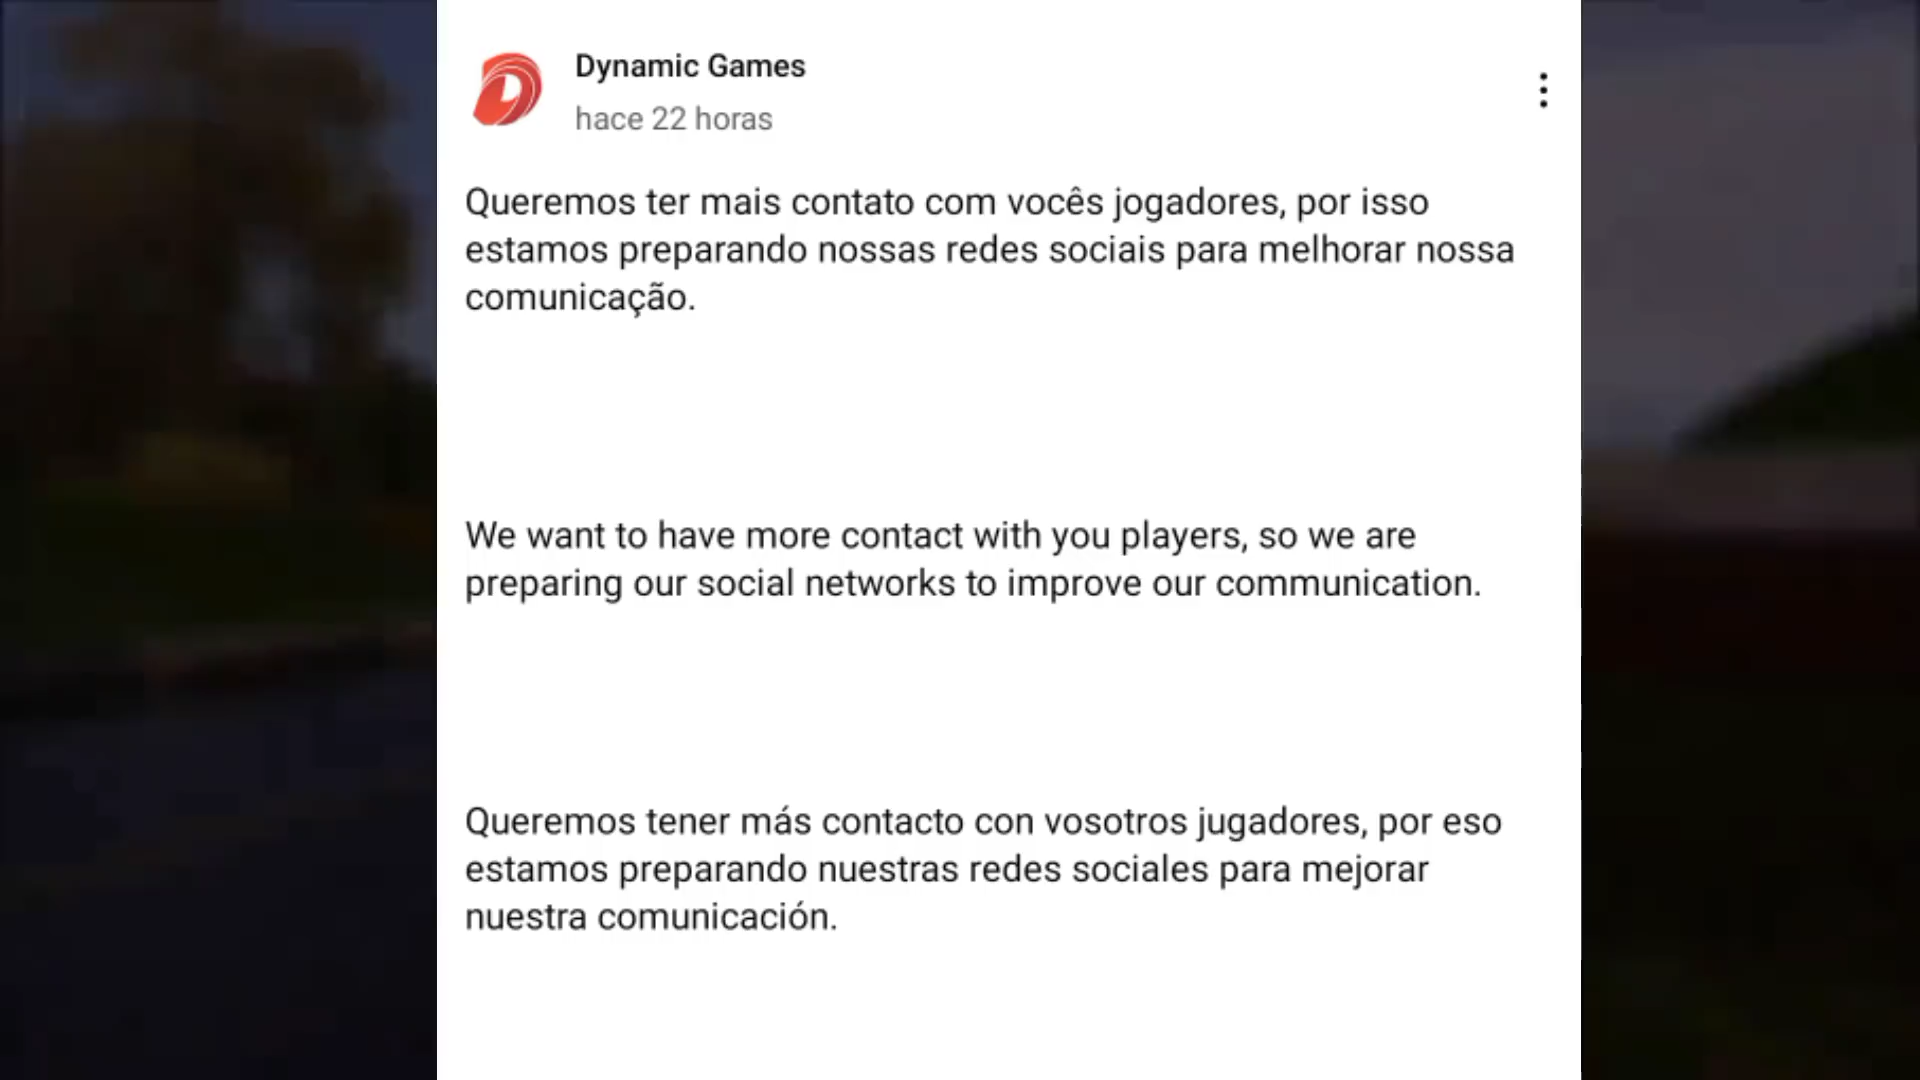 Dynamic Games
hace 22 horas
Queremos ter mais contato com vocês jogadores, por isso
estamos preparando nossas redes sociais para melhorar nossa
comunicação.
We want to have more contact with you players, so we are
preparing our social networks to improve our communication.
Queremos tener más contacto con vosotros jugadores, por eso
estamos preparando nuestras redes sociales para mejorar
nuestra comunicación.